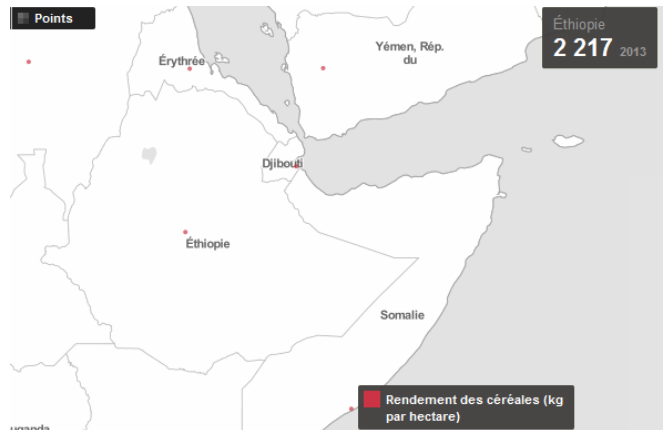 Points
Éthiopie
2 217 2013
Yémen, Rép.
du
Érythrée
Djibouti
Éthiopie
Somalie
Rendement des céréales (kg
par hectare)
uganda